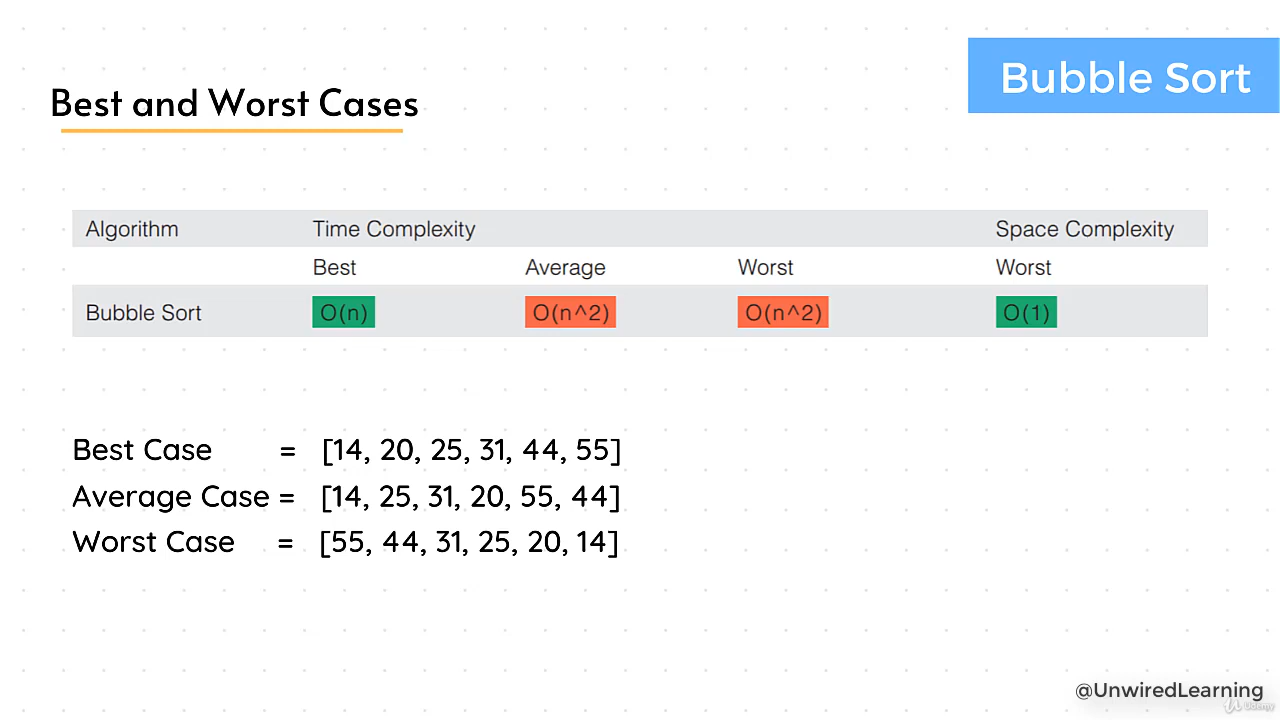 Bubble Sort
Best and Worst Cases
Algorithm Time Complexity Space Complexity
Best Average Worst Worst
Bubble Sort O(n) O(n^2) O(n^2) O(1)
Best Case = [14, 20, 25, 31, 44, 55]
Average Case = [14, 25, 31, 20, 55, 44]
Worst Case = [55, 44, 31, 25, 20, 14]
@UnwiredLearning
Udemy